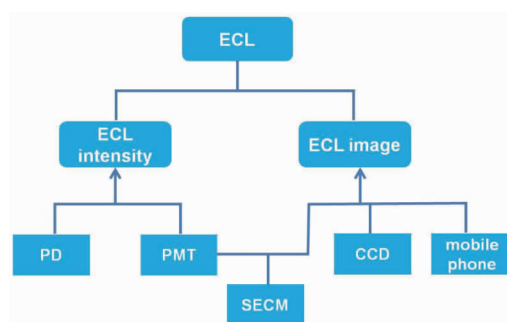 ECL
ECL
intensity
ECL image
PD
PMT
CCD
mobile
phone
SECM